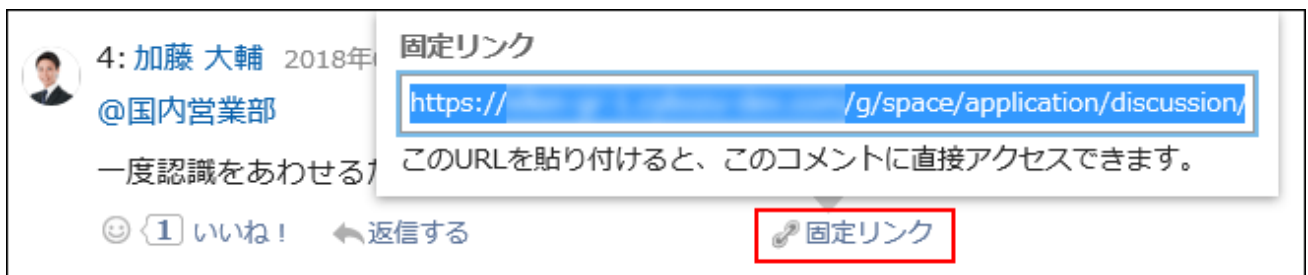 4: 加藤 大輔 2018年
固定リンク
https:// /g/space/application/discussion/
@国内営業部
このURLを貼り付けると、このコメントに直接アクセスできます。
一度認識をあわせる
1 いいね！ 返信する 固定リンク